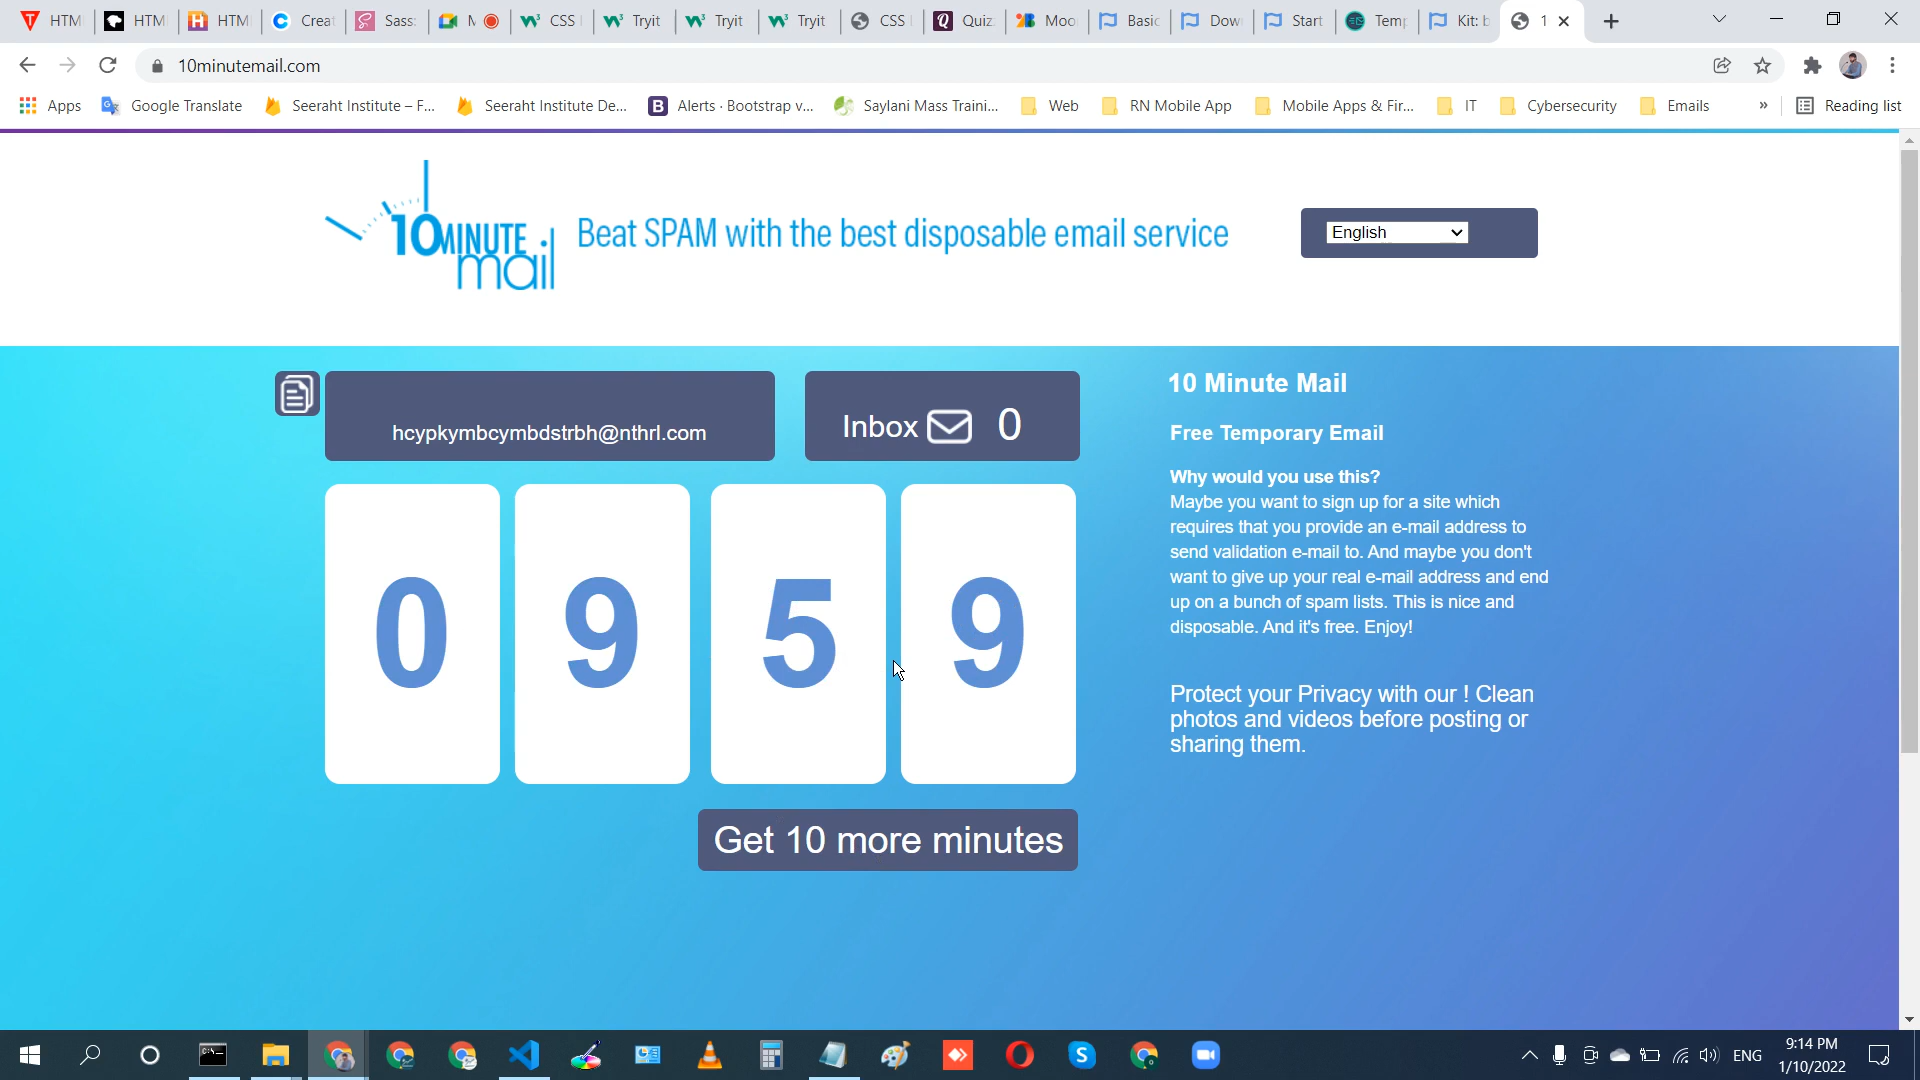 HTM
HTM
HTM
Crea
Sass
M
CSS
Tryit
Tryit
Tryit
CSS
Quiz
Moo
Basic
Dow
Start
Temp
Kit: b
1
10minutemail.com
Apps
Google Translate
Seeraht Institute – F...
Seeraht Institute De...
Alerts · Bootstrap v...
Saylani Mass Traini...
Web
RN Mobile App
Mobile Apps & Fir...
IT
Cybersecurity
Emails
»
Reading list
10MINUTE
mail
Beat SPAM with the best disposable email service
English
hcypkymbcymbdstrbh@nthrl.com
Inbox 0
0 9 5 9
Get 10 more minutes
10 Minute Mail
Free Temporary Email
Why would you use this?
Maybe you want to sign up for a site which
requires that you provide an e-mail address to
send validation e-mail to. And maybe you don't
want to give up your real e-mail address and end
up on a bunch of spam lists. This is nice and
disposable. And it's free. Enjoy!
Protect your Privacy with our ! Clean
photos and videos before posting or
sharing them.
ENG
9:14 PM
1/10/2022